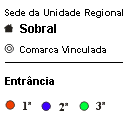 Sede da Unidade Regional
Sobral
Comarca Vinculada
Entrância
1ª 2ª 3ª